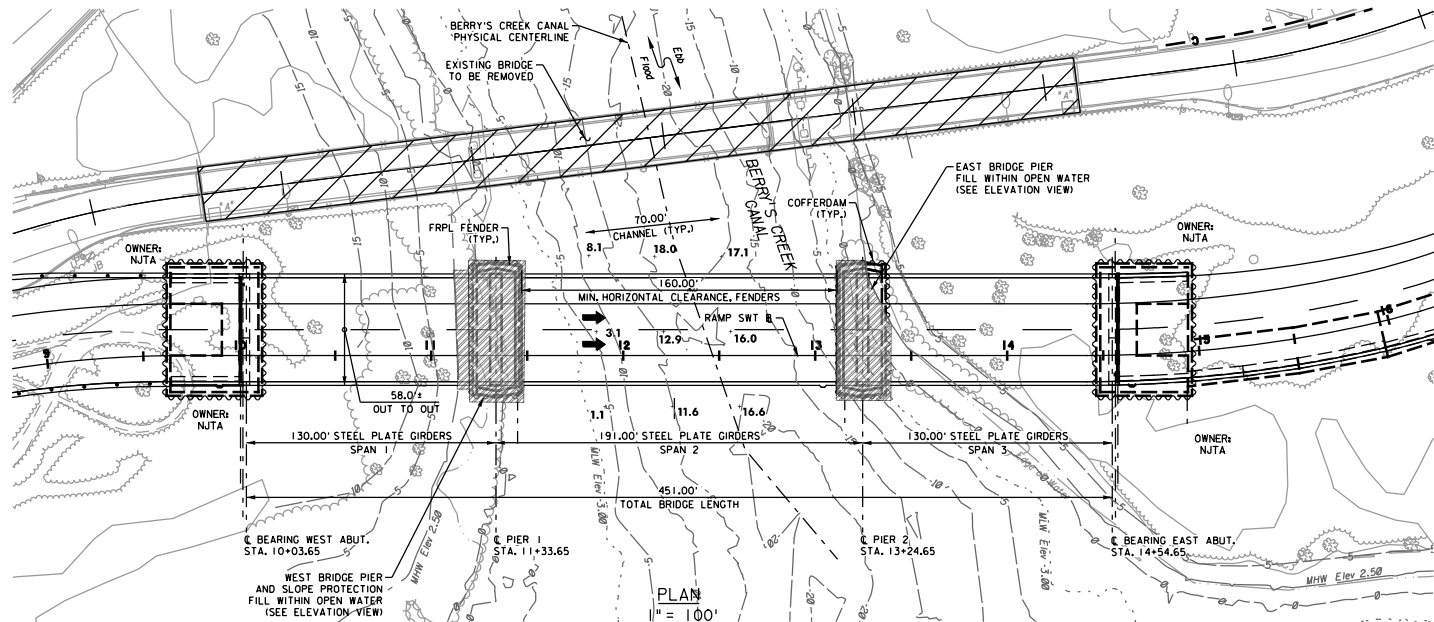 BERRY'S CREEK CANAL
PHYSICAL CENTERLINE
EXISTING BRIDGE
TO BE REMOVED
Ebb
Flood
"A"
"A"
BERRY'S CREEK
CANAL
EAST BRIDGE PIER
FILL WITHIN OPEN WATER
(SEE ELEVATION VIEW)
COFFERDAM
(TYP.)
FRPL FENDER
(TYP.)
70.00'
CHANNEL (TYP.)
8.1
18.0
17.1
OWNER:
NJTA
OWNER:
NJTA
160.00'
MIN. HORIZONTAL CLEARANCE, FENDERS
RAMP SWT
3.1
12.9
16.0
9
11
12
13
14
15
16
58.0'±
OUT TO OUT
1.1
11.6
16.6
OWNER:
NJTA
OWNER:
NJTA
130.00' STEEL PLATE GIRDERS
SPAN 1
191.00' STEEL PLATE GIRDERS
SPAN 2
130.00' STEEL PLATE GIRDERS
SPAN 3
451.00'
TOTAL BRIDGE LENGTH
MLW Elev -3.00
Edge of Water
MLW Elev -3.00
MHW Elev 2.50
MHW Elev 2.50
℄ BEARING WEST ABUT.
STA. 10+03.65
℄ PIER 1
STA. 11+33.65
℄ PIER 2
STA. 13+24.65
℄ BEARING EAST ABUT.
STA. 14+54.65
WEST BRIDGE PIER
AND SLOPE PROTECTION
FILL WITHIN OPEN WATER
(SEE ELEVATION VIEW)
PLAN
1" = 100'